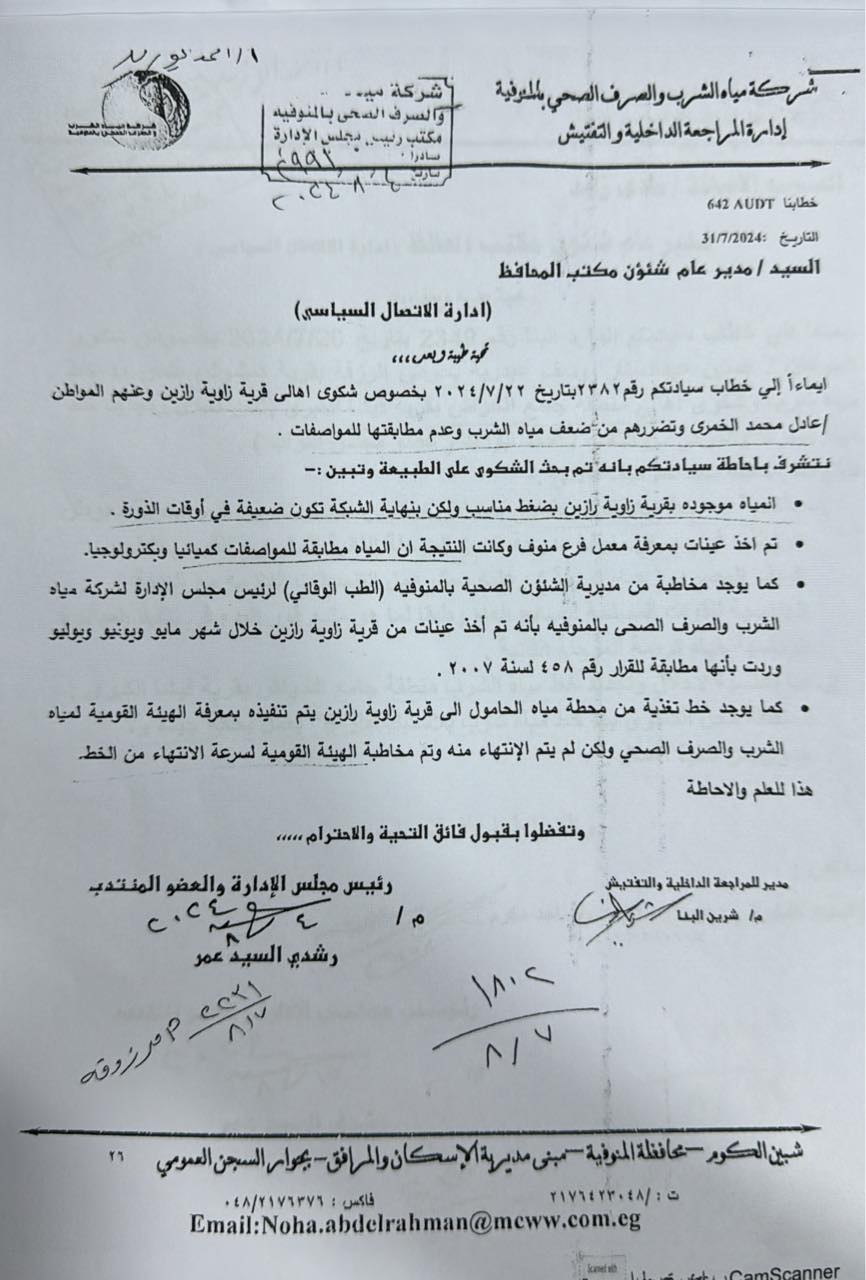 أ/ احمد
شركة مياه الشرب والصرف الصحي بالمنوفية
إدارة المراجعة الداخلية والتفتيش
شركة
والصرف الصحى بالمنوفيه
مكتب رئيس مجلس الإدارة
صادر:
تاريخ: ٤ ٨ ٢٠٢٤
خطابنا 642 AUDT
التاريخ :31/7/2024
السيد / مدير عام شئون مكتب المحافظ
(ادارة الاتصال السياسى)
تحية طيبة وبعد,,,
ايماءاً إلي خطاب سيادتكم رقم٢٣٨٢بتاريخ ٢٠٢٤/٧/٢٢ بخصوص شكوى اهالى قرية زاوية رازين وعنهم المواطن
/عادل محمد الخمرى وتضررهم من ضعف مياه الشرب وعدم مطابقتها للمواصفات .
نتشرف باحاطة سيادتكم بانه تم بحث الشكوى على الطبيعة وتبين :-
• المياه موجوده بقرية زاوية رازين بضغط مناسب ولكن بنهاية الشبكة تكون ضعيفة في أوقات الذورة .
• تم اخذ عينات بمعرفة معمل فرع منوف وكانت النتيجة ان المياه مطابقة للمواصفات كميائيا وبكترولوجيا.
• كما يوجد مخاطبة من مديرية الشئؤن الصحية بالمنوفيه (الطب الوقائي) لرئيس مجلس الإدارة لشركة مياه
الشرب والصرف الصحى بالمنوفيه بأنه تم أخذ عينات من قرية زاوية رازين خلال شهر مايو ويونيو ويوليو
وردت بأنها مطابقة للقرار رقم ٤٥٨ لسنة ٢٠٠٧ .
• كما يوجد خط تغذية من محطة مياه الحامول الى قرية زاوية رازين يتم تنفيذه بمعرفة الهيئة القومية لمياه
الشرب والصرف الصحي ولكن لم يتم الإنتهاء منه وتم مخاطبة الهيئة القومية لسرعة الانتهاء من الخط.
هذا للعلم والاحاطة
وتفضلوا بقبول فائق التحية والاحترام ,,,,,
مدير للمراجعة الداخلية والتفتيش
م/ شرين البنا
رئيس مجلس الإدارة والعضو المنتدب
م/
٤ ٨ ٢٠٢٤
رشدي السيد عمر
١٨٠٢
٨/٧
٢٢٣١
٨/٧
شبين الكوم – محافظة المنوفية – مبنى مديرية الإسكان والمرافق – بجوار السجن العمومي
٢٦
ت : /٢١٧٦٤٢٣٠٤٨ فاكس : ٠٤٨/٢١٧٦٣٧٦
Email:Noha.abdelrahman@mcww.com.eg
Scanned with
CamScanner